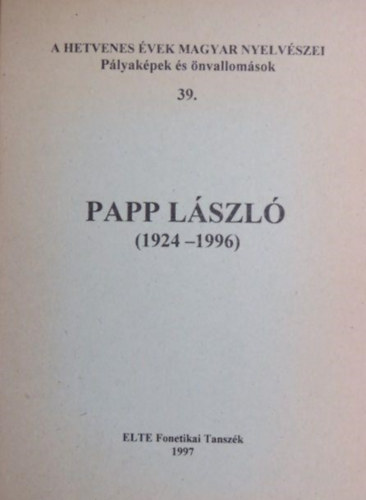 A HETVENES ÉVEK MAGYAR NYELVÉSZEI
Pályaképek és önvallomások
39.
PAPP LÁSZLÓ
(1924 –1996)
ELTE Fonetikai Tanszék
1997